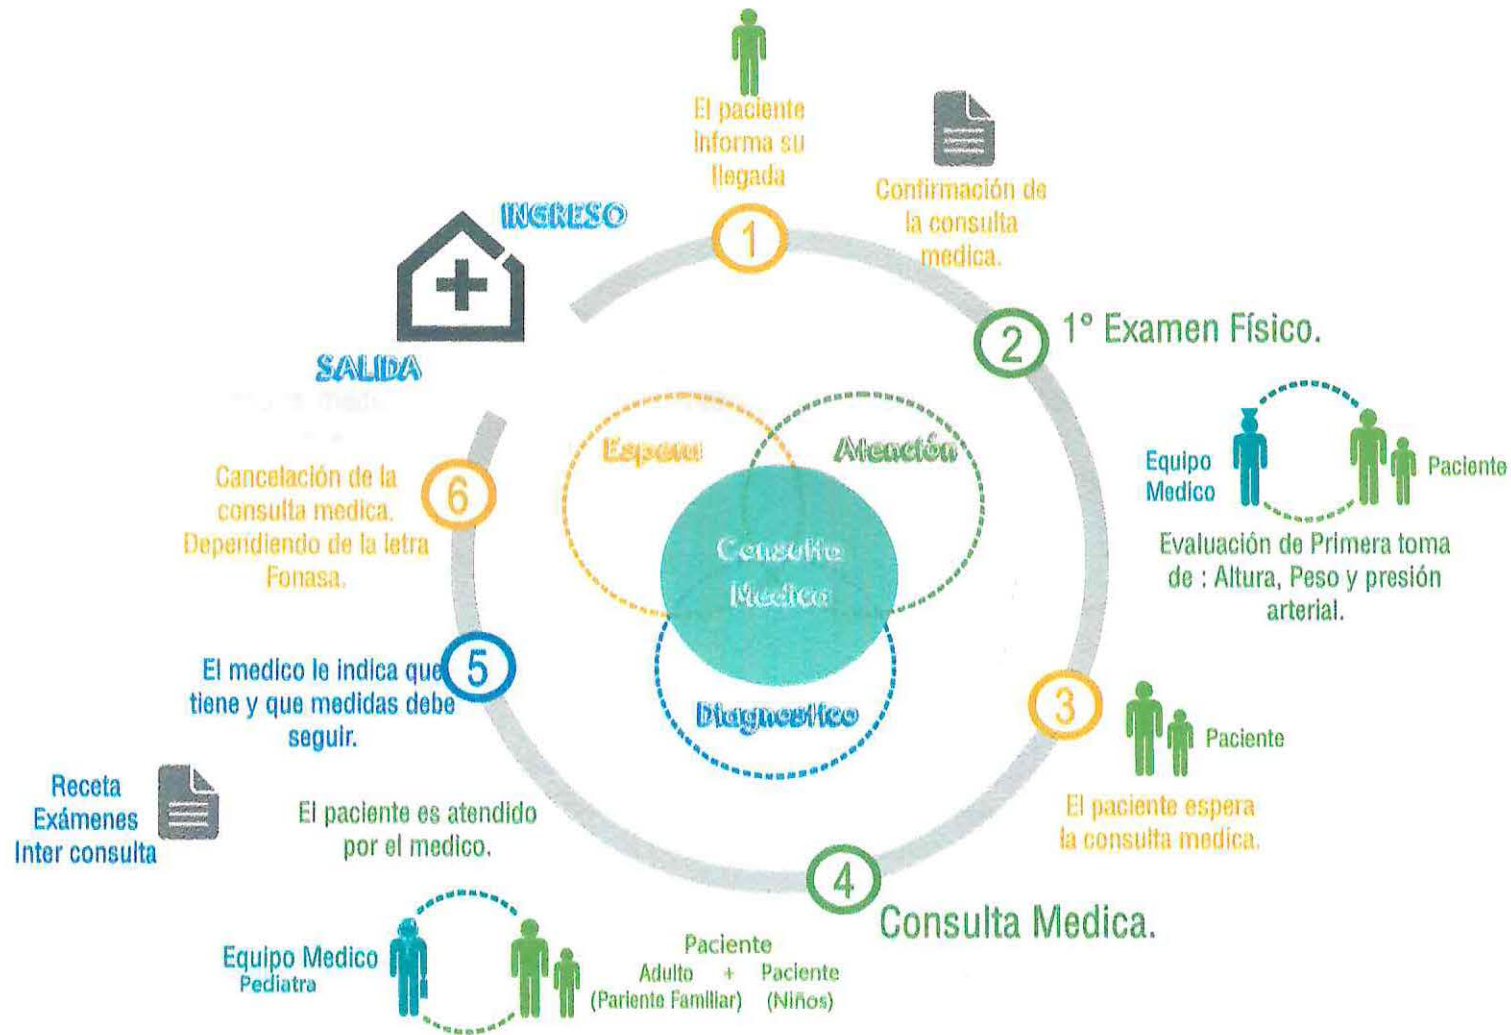 El paciente
informa su
llegada
INGRESO
1
Confirmación de
la consulta
medica.
2
1º Examen Físico.
Equipo
Medico
Paciente
Evaluación de Primera toma
de : Altura, Peso y presión
arterial.
3
Paciente
El paciente espera
la consulta medica.
4
Consulta Medica.
El paciente es atendido
por el medico.
Equipo Medico
Pediatra
Paciente
Adulto + Paciente
(Pariente Familiar) (Niños)
5
El medico le indica que
tiene y que medidas debe
seguir.
Receta
Exámenes
Inter consulta
6
Cancelación de la
consulta medica.
Dependiendo de la letra
Fonasa.
SALIDA
Espera
Atención
Consulta
Medica
Diagnostico